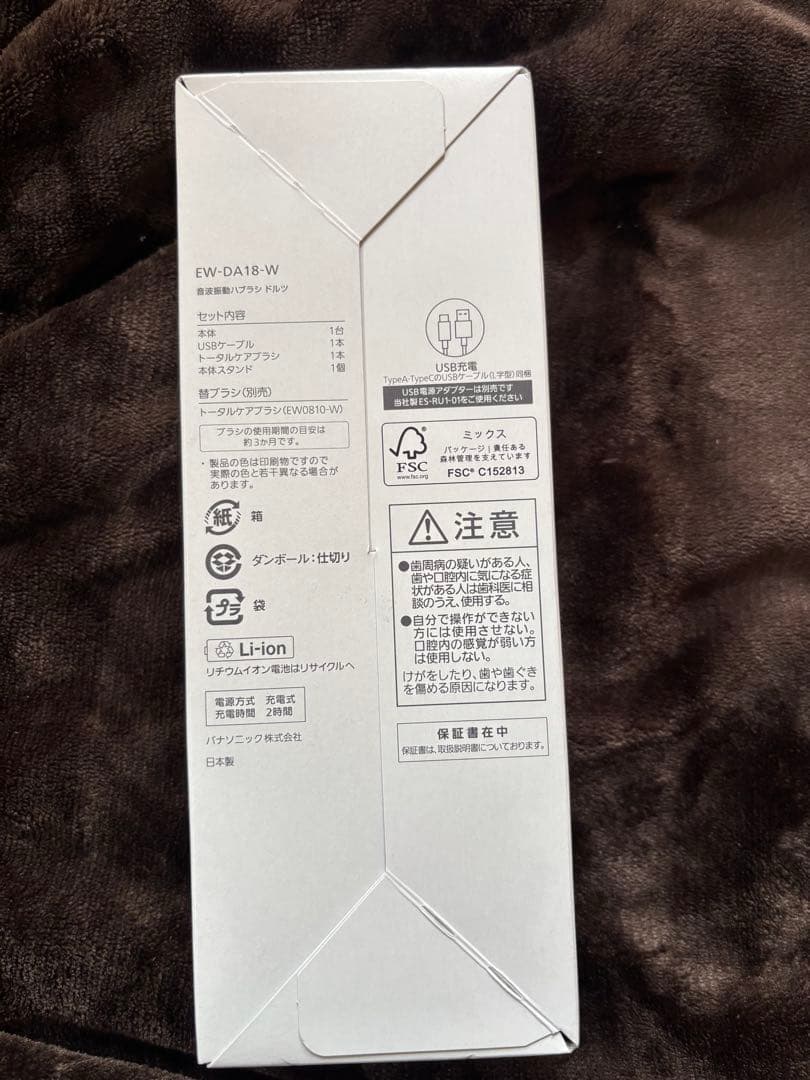 EW-DA18-W
音波振動ハブラシ ドルツ
セット内容
本体 1台
USBケーブル 1本
トータルケアブラシ 1本
本体スタンド 1個
替ブラシ(別売)
トータルケアブラシ(EW0810-W)
ブラシの使用期間の目安は
約3か月です。
・製品の色は印刷物ですので
実際の色と若干異なる場合が
あります。
紙 箱
ダンボール:仕切り
プラ 袋
Li-ion
リチウムイオン電池はリサイクルへ
電源方式 充電式
充電時間 2時間
パナソニック株式会社
日本製
USB充電
TypeA-TypeCのUSBケーブル(L字型)同梱
USB電源アダプターは別売です
当社製ES-RU1-01をご使用ください
FSC
www.fsc.org
ミックス
パッケージ|責任ある
森林管理を支えています
FSC® C152813
注意
●歯周病の疑いがある人、
歯や口腔内に気になる症
状がある人は歯科医に相
談のうえ、使用する。
●自分で操作ができない
方には使用させない。
口腔内の感覚が弱い方
は使用しない。
けがをしたり、歯や歯ぐき
を傷める原因になります。
保証書在中
保証書は、取扱説明書についております。